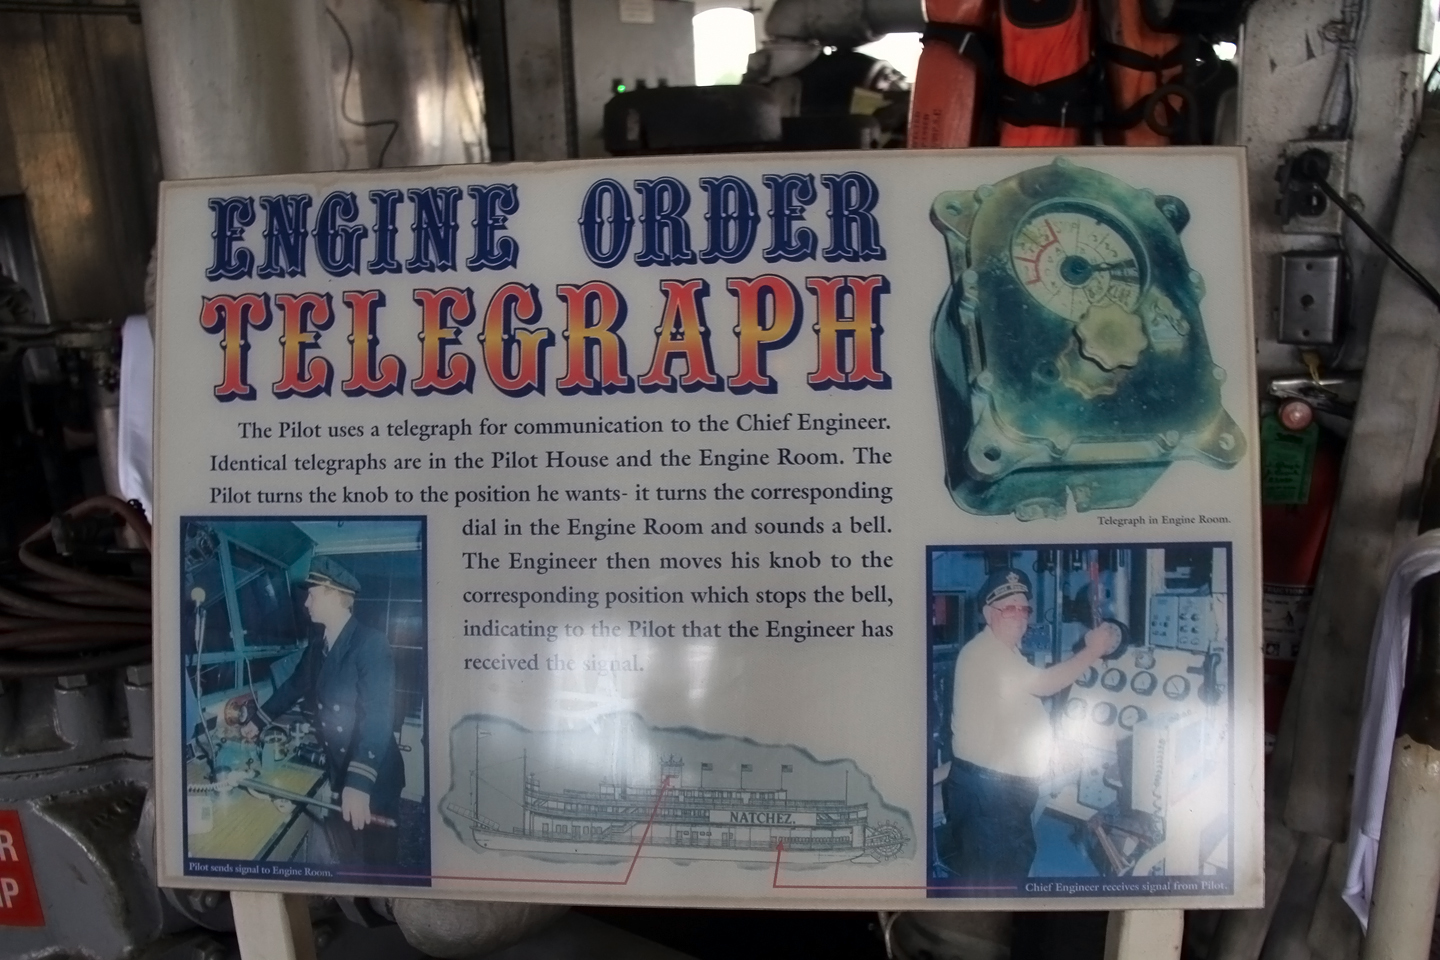 ENGINE ORDER
TELEGRAPH
The Pilot uses a telegraph for communication to the Chief Engineer.
Identical telegraphs are in the Pilot House and the Engine Room. The
Pilot turns the knob to the position he wants- it turns the corresponding
dial in the Engine Room and sounds a bell.
The Engineer then moves his knob to the
corresponding position which stops the bell,
indicating to the Pilot that the Engineer has
received the signal.
Telegraph in Engine Room.
NATCHEZ.
Pilot sends signal to Engine Room.
Chief Engineer receives signal from Pilot.